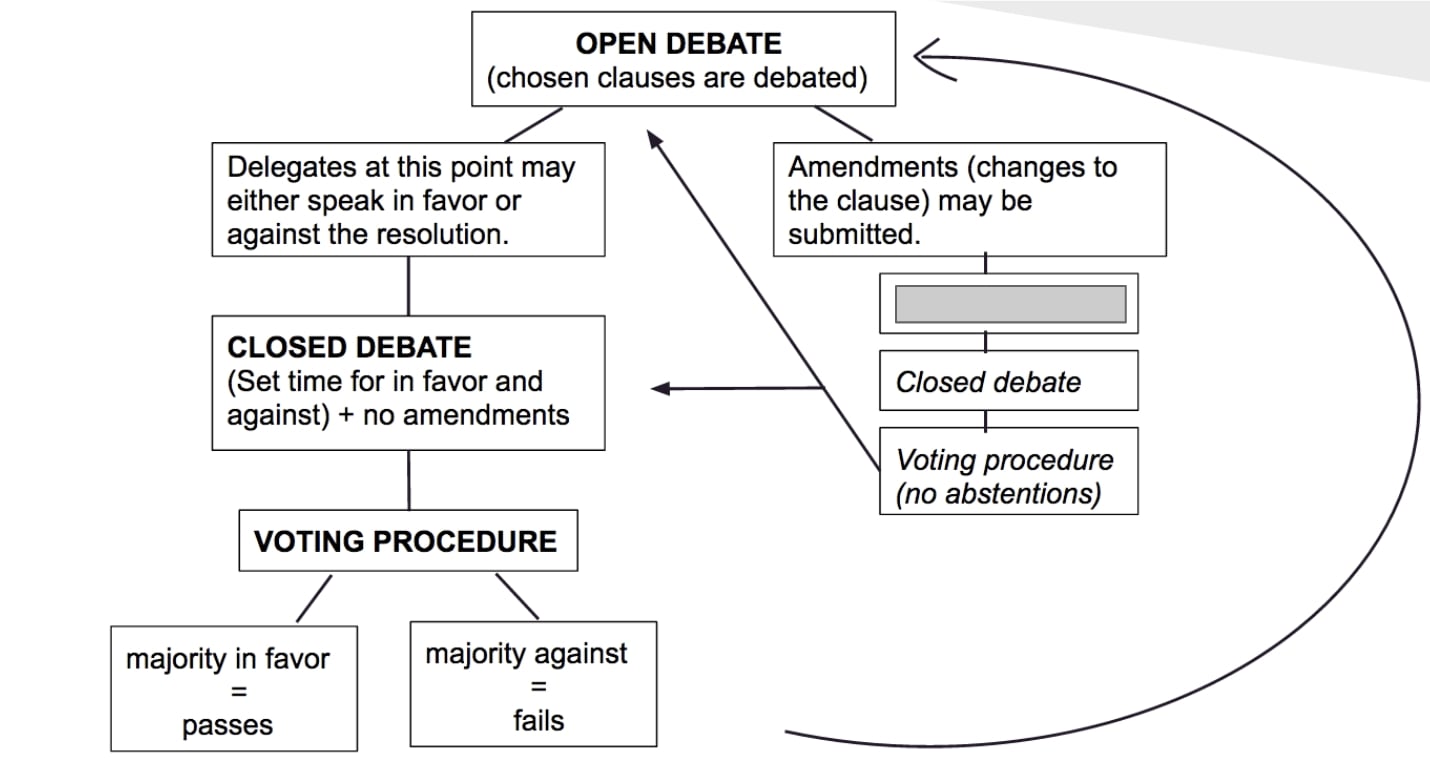 OPEN DEBATE
(chosen clauses are debated)
Delegates at this point may
either speak in favor or
against the resolution.
Amendments (changes to
the clause) may be
submitted.
CLOSED DEBATE
(Set time for in favor and
against) + no amendments
Closed debate
Voting procedure
(no abstentions)
VOTING PROCEDURE
majority in favor
=
passes
majority against
=
fails